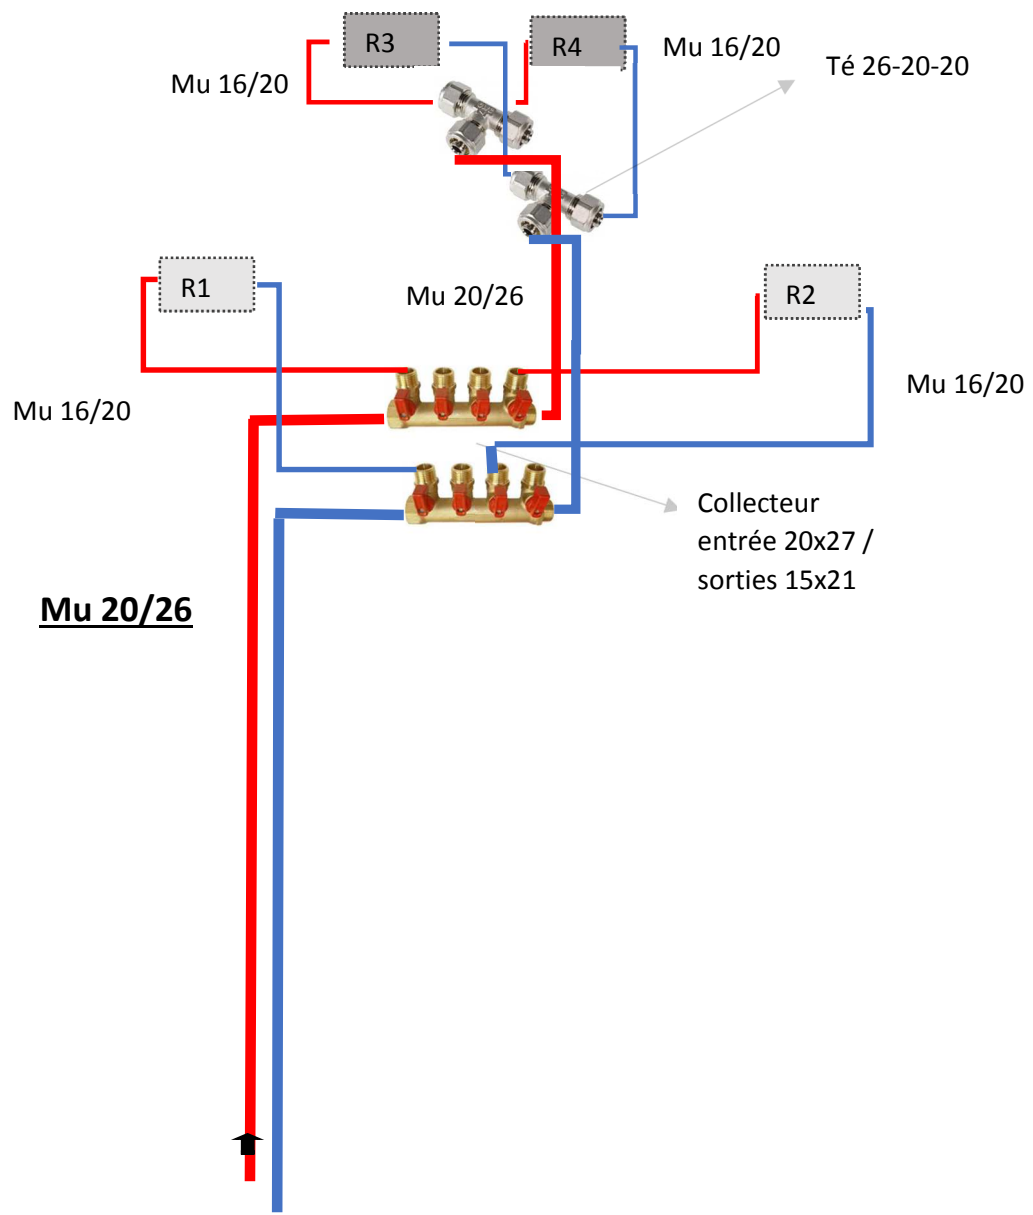 R3
R4
Mu 16/20
Té 26-20-20
Mu 16/20
R1
Mu 20/26
R2
Mu 16/20
Mu 16/20
Collecteur
entrée 20x27 /
sorties 15x21
Mu 20/26